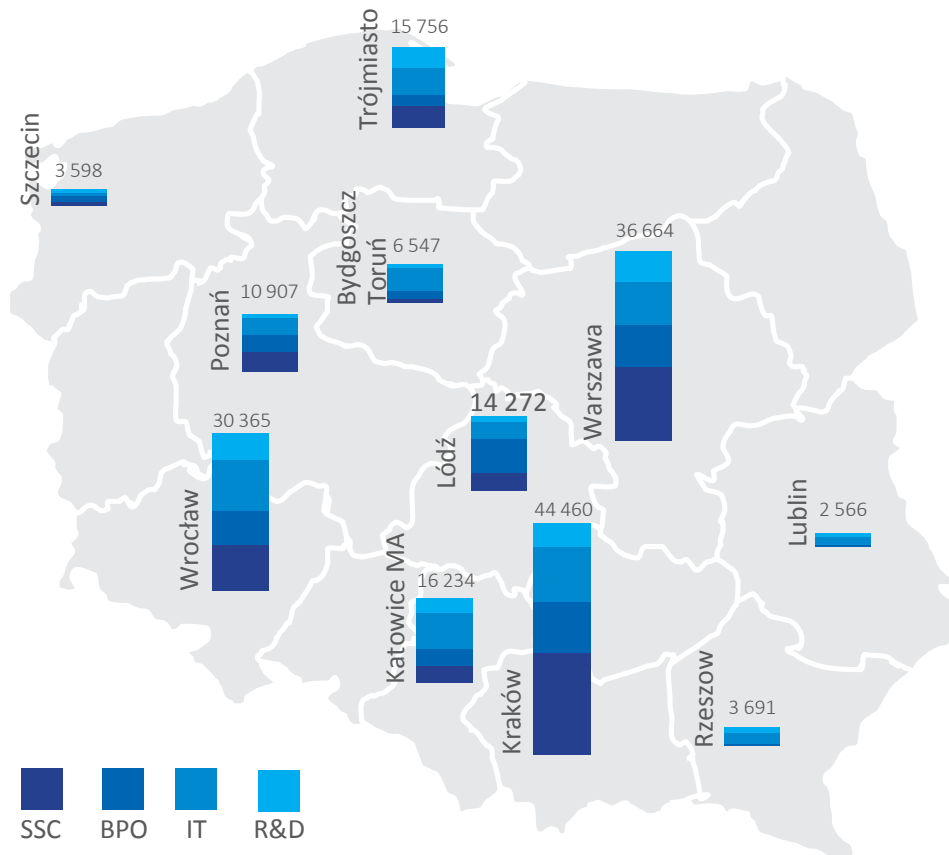 15 756
Trójmiasto
Szczecin
3 598
Bydgoszcz
Toruń
6 547
36 664
Warszawa
Poznań
10 907
14 272
Łódź
30 365
Wrocław
Lublin
2 566
44 460
Kraków
Katowice MA
16 234
Rzeszow
3 691
SSC
BPO
IT
R&D